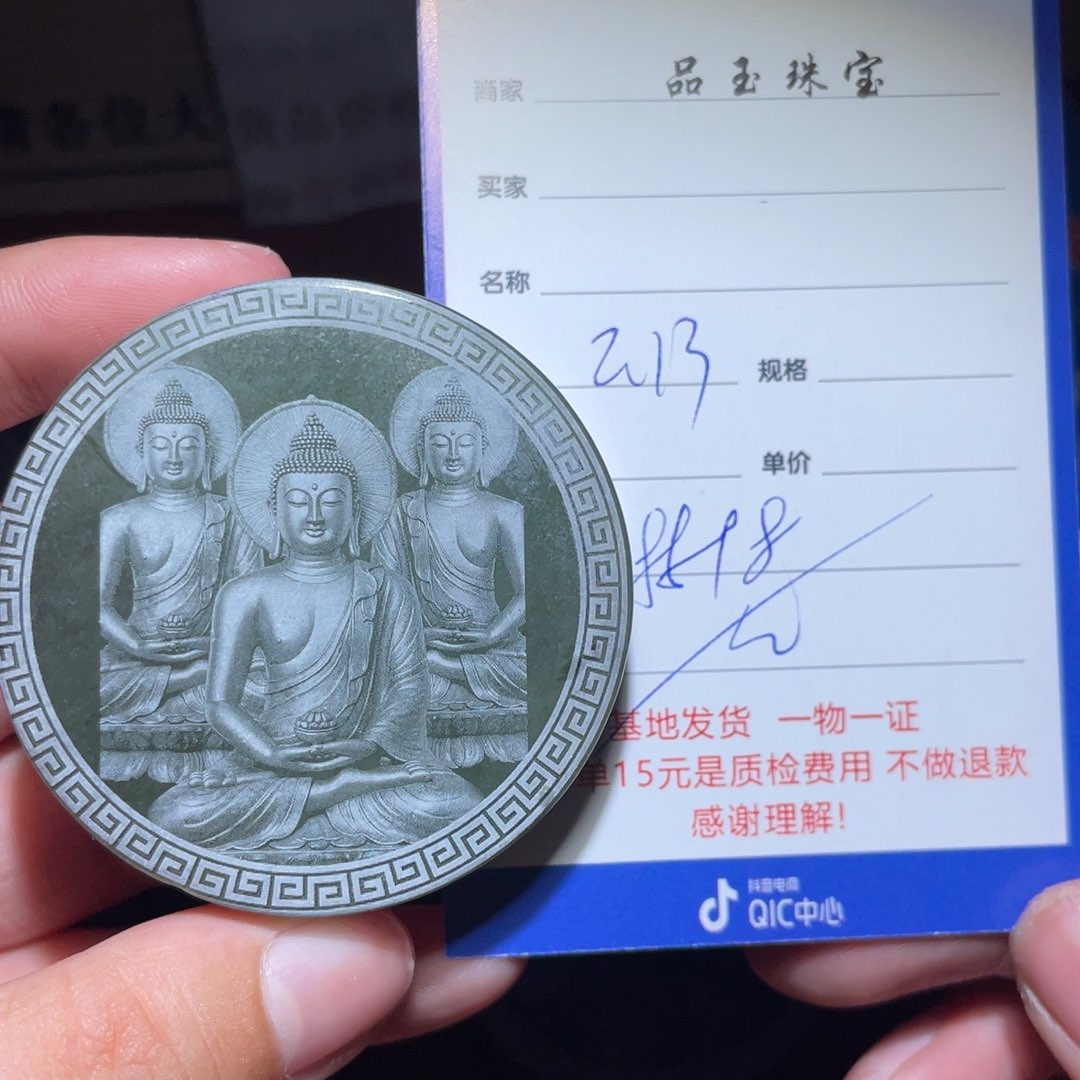 商家 品玉珠宝
买家
名称
规格
单价
基地发货 一物一证
单15元是质检费用 不做退款
感谢理解!
抖音电商
QIC中心